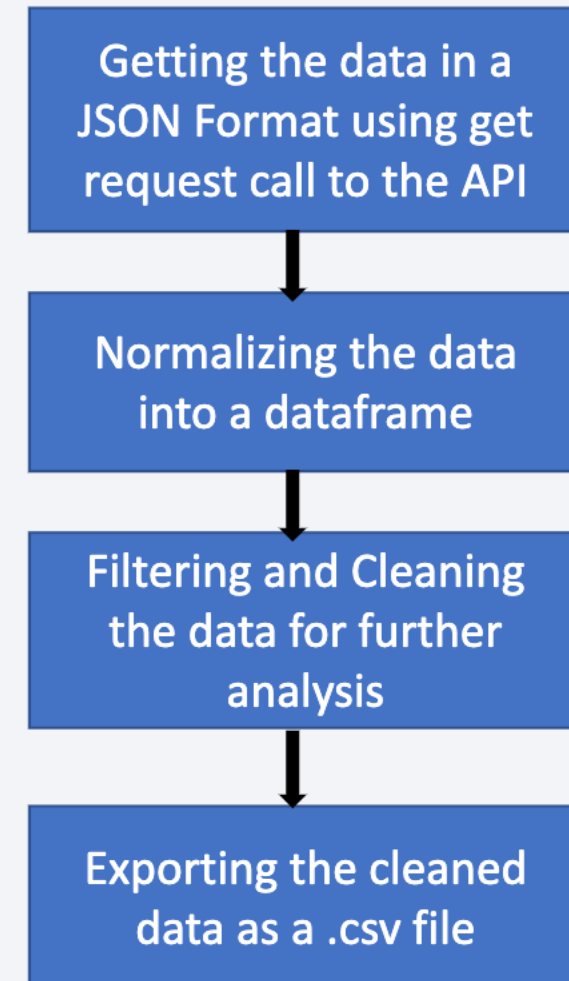 Getting the data in a
JSON Format using get
request call to the API
Normalizing the data
into a dataframe
Filtering and Cleaning
the data for further
analysis
Exporting the cleaned
data as a .csv file